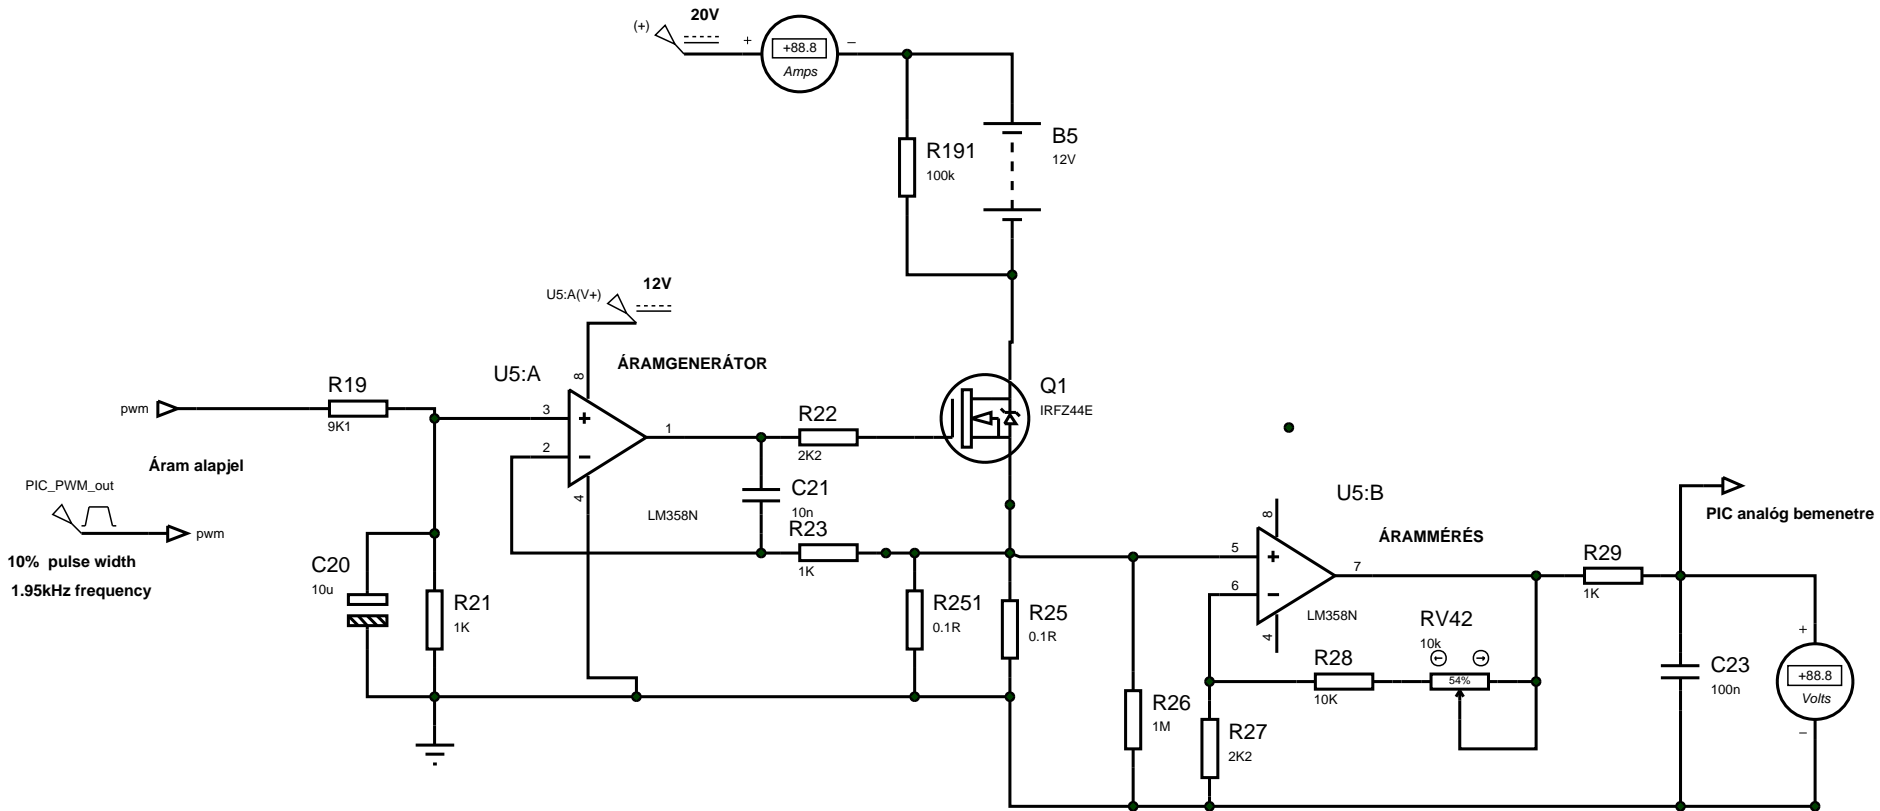 20V
(+)
+
−
+88.8
Amps
B5
12V
R191
100k
12V
U5:A(V+)
ÁRAMGENERÁTOR
U5:A
8
R19
9K1
pwm
3
+
2
−
1
4
LM358N
R22
2K2
Q1
IRFZ44E
Áram alapjel
PIC_PWM_out
pwm
10% pulse width
1.95kHz frequency
C21
10n
R23
1K
C20
10u
R21
1K
R251
0.1R
R25
0.1R
U5:B
8
ÁRAMMÉRÉS
PIC analóg bemenetre
5
+
6
−
7
4
LM358N
R29
1K
RV42
10k
54%
R28
10K
R26
1M
R27
2K2
C23
100n
+
+88.8
Volts
−